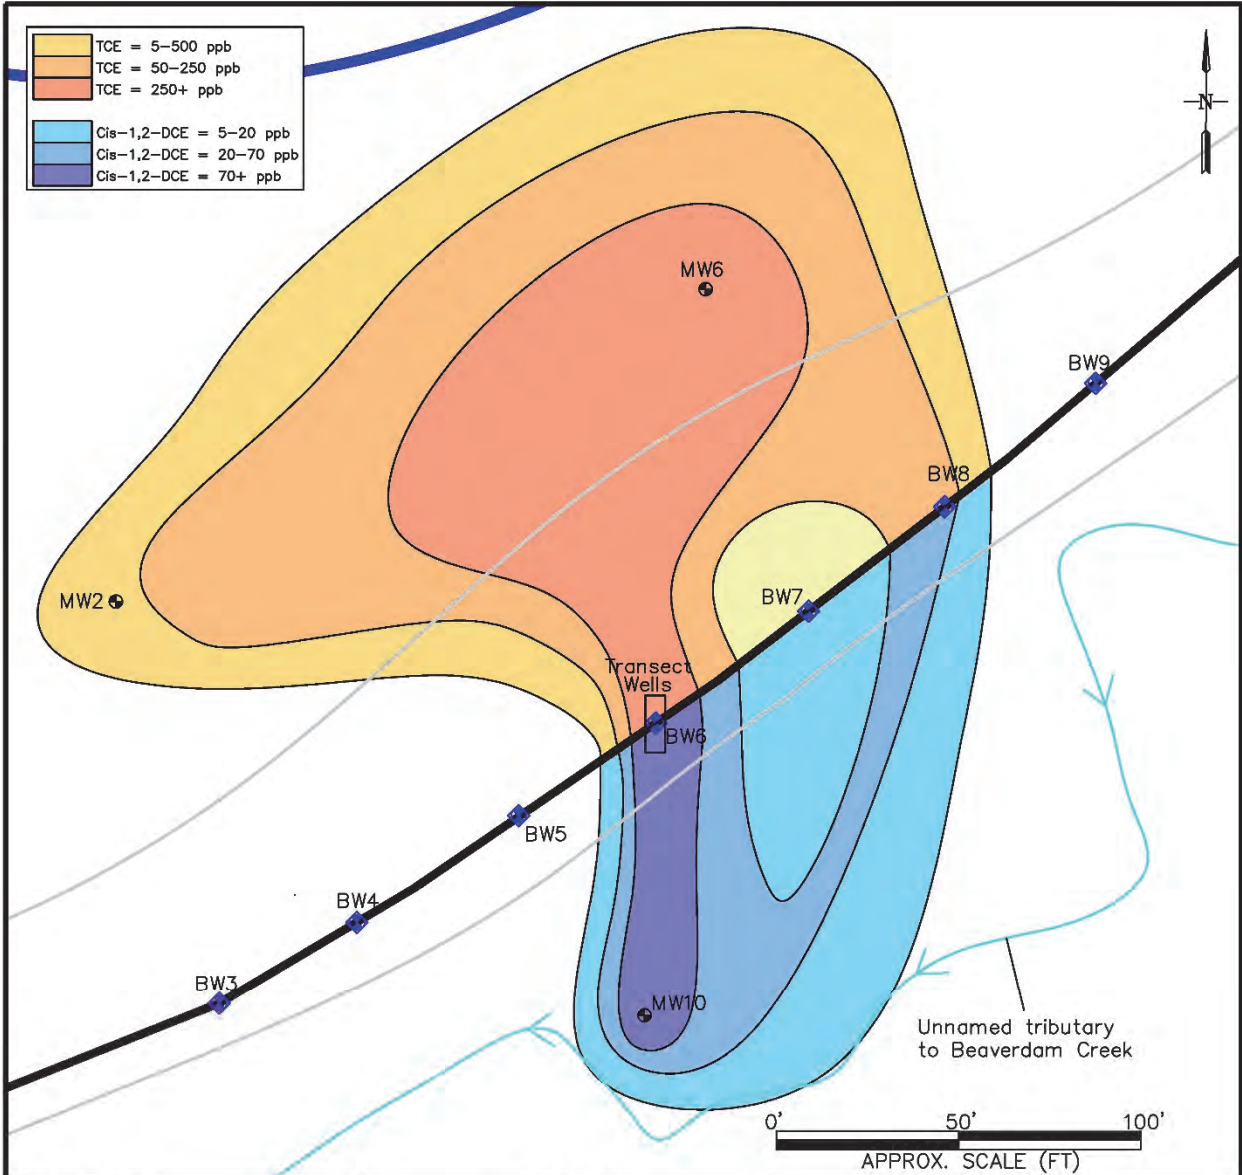 TCE = 5-500 ppb
TCE = 50-250 ppb
TCE = 250+ ppb
Cis-1,2-DCE = 5-20 ppb
Cis-1,2-DCE = 20-70 ppb
Cis-1,2-DCE = 70+ ppb
N
MW6
BW9
BW8
MW2
BW7
Transect
Wells
BW6
BW5
BW4
BW3
MW10
Unnamed tributary
to Beaverdam Creek
0' 50' 100'
APPROX. SCALE (FT)